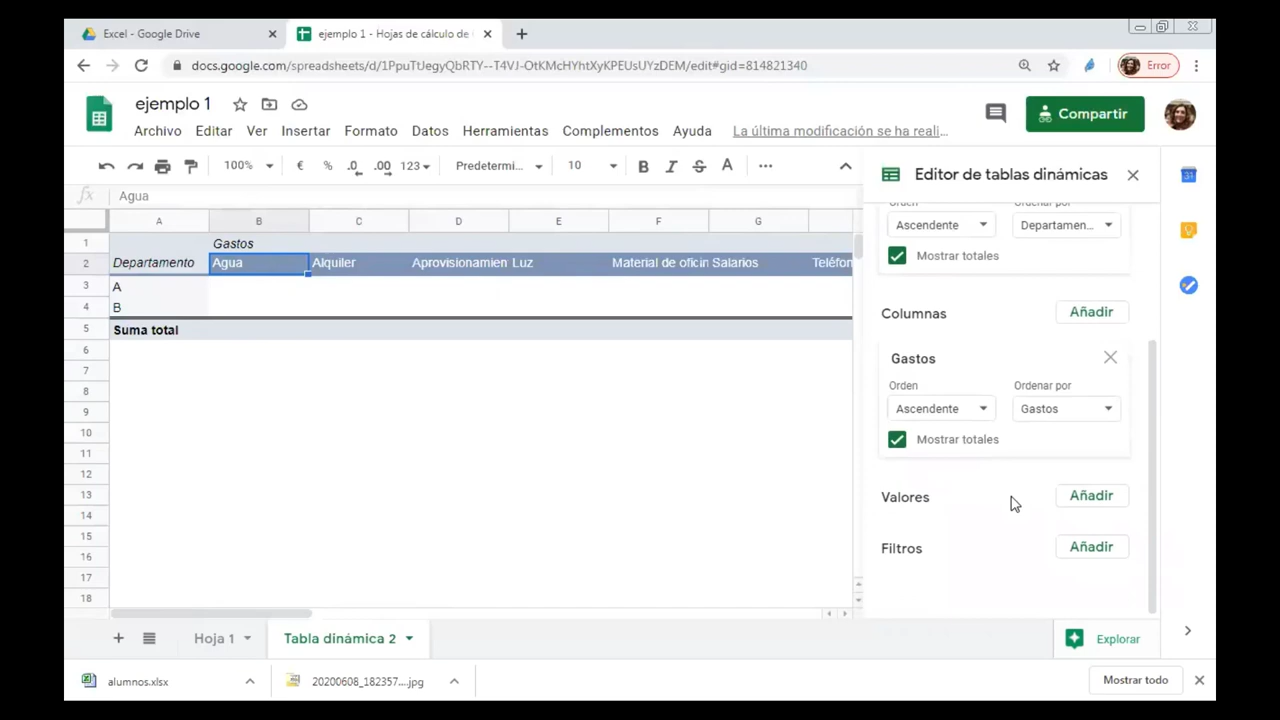 Excel - Google Drive
ejemplo 1 - Hojas de cálculo de
docs.google.com/spreadsheets/d/1PpuTtJegyQbRTY--T4VJ-OtKMcHYhtXyKPEUsUYzDEM/edit#gid=814821340
Error
ejemplo 1
Archivo Editar Ver Insertar Formato Datos Herramientas Complementos Ayuda La última modificación se ha reali...
Compartir
100% € % .0 .00 123 Predetermi... 10 B I S A
fx Agua
A B C D E F G
1 Gastos
2 Departamento Agua Alquiler Aprovisionamien Luz Material de oficin Salarios Teléfon
3 A
4 B
5 Suma total
6
7
8
9
10
11
12
13
14
15
16
17
18
Editor de tablas dinámicas
Orden Ordenar por
Ascendente Departamen...
Mostrar totales
Columnas Añadir
Gastos
Orden Ordenar por
Ascendente Gastos
Mostrar totales
Valores Añadir
Filtros Añadir
31
Hoja 1 Tabla dinámica 2 Explorar
alumnos.xlsx 20200608_182357....jpg Mostrar todo